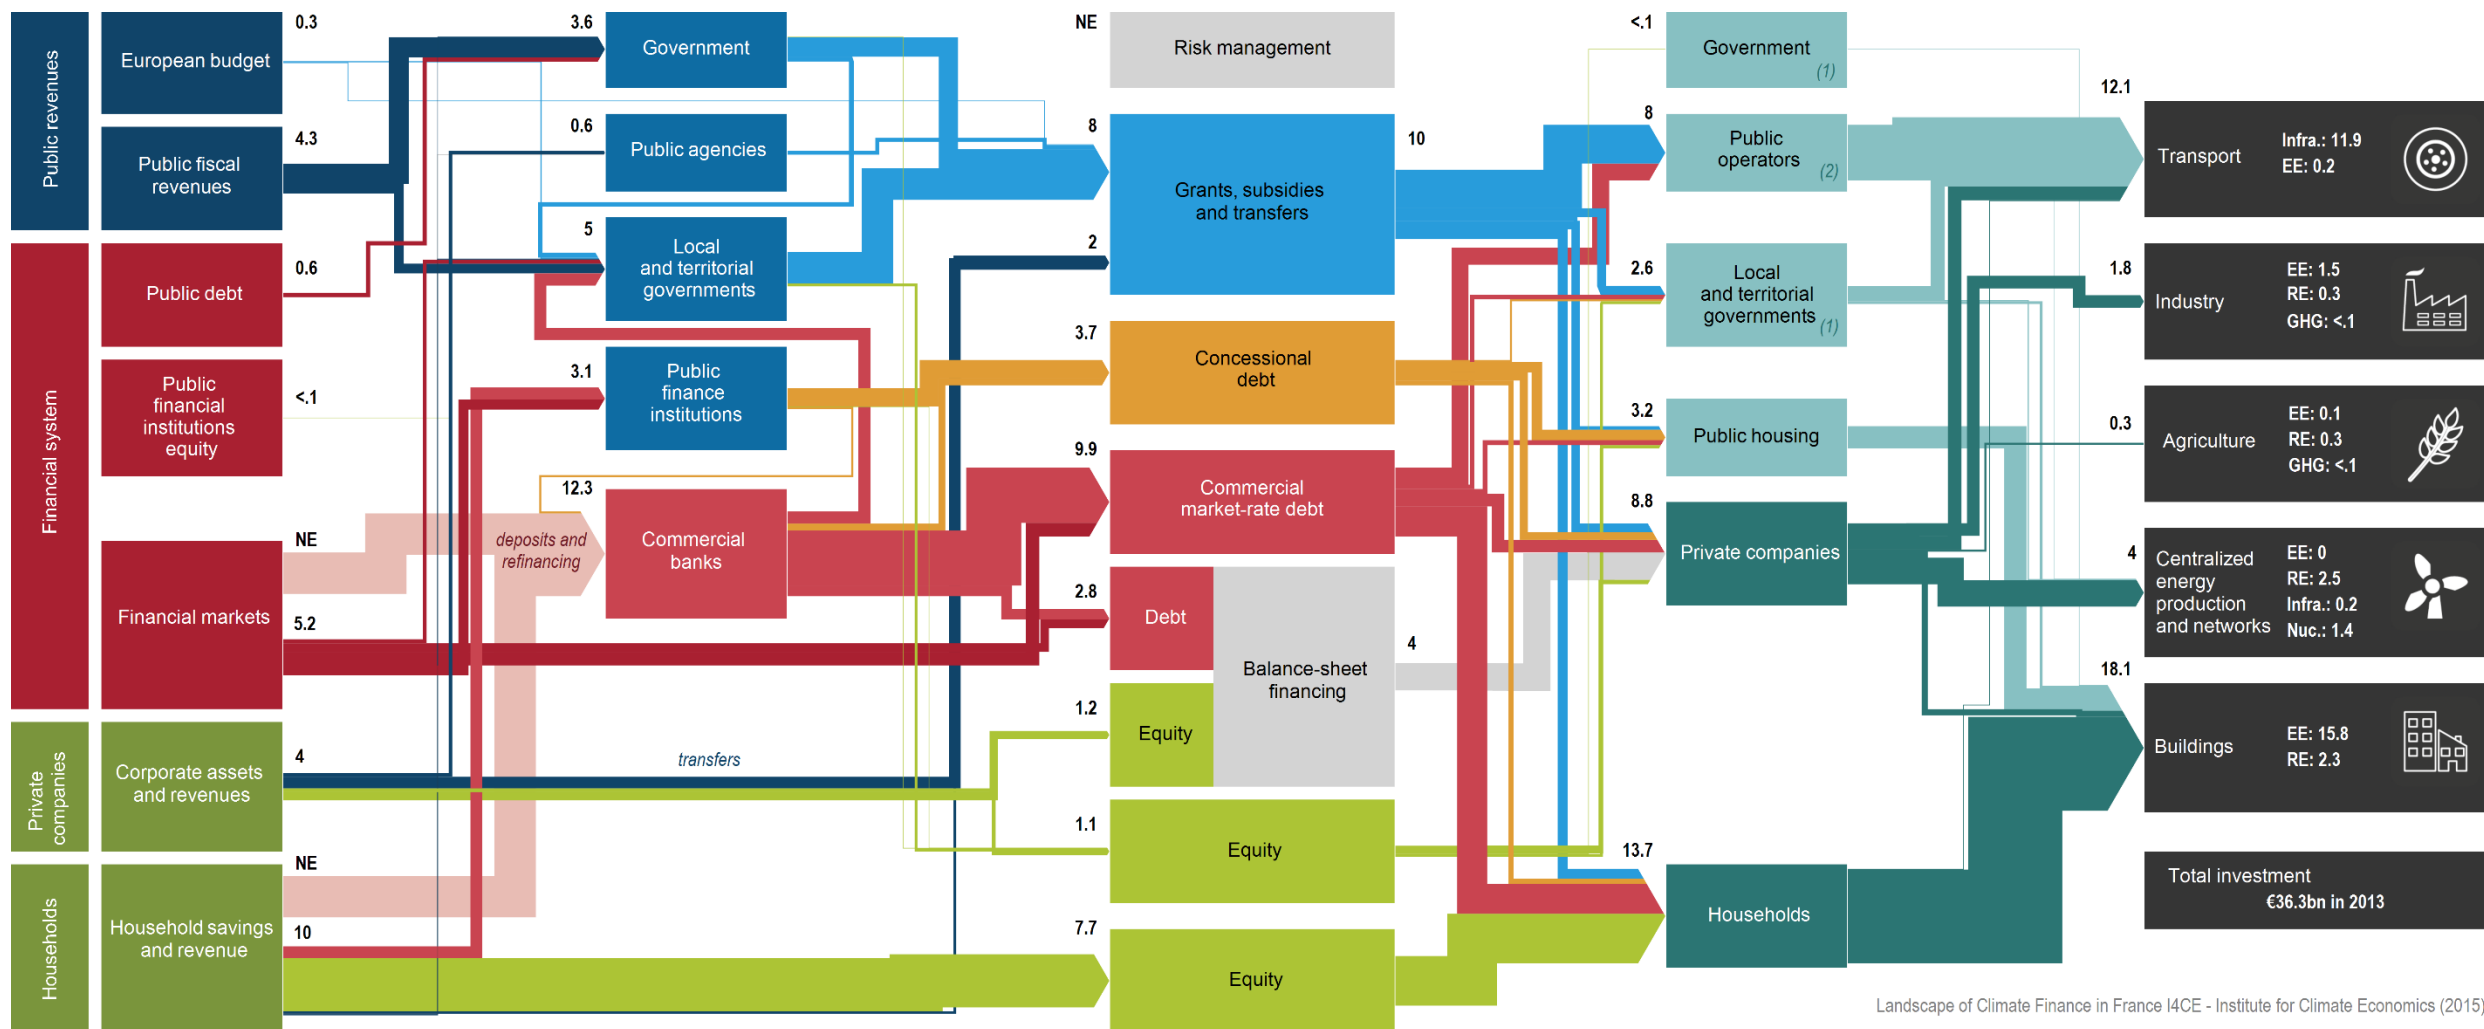 Public revenues
Financial system
Private
companies
Households
0.3
European budget
4.3
Public fiscal
revenues
0.6
Public debt
<.1
Public
financial
institutions
equity
NE
Financial markets
5.2
4
Corporate assets
and revenues
NE
Household savings
and revenue
10
3.6
Government
0.6
Public agencies
5
Local
and territorial
governments
3.1
Public
finance
institutions
12.3
deposits and
refinancing
Commercial
banks
transfers
NE
Risk management
8
Grants, subsidies
and transfers
10
2
3.7
Concessional
debt
9.9
Commercial
market-rate debt
2.8
Debt
Balance-sheet
financing
4
1.2
Equity
1.1
Equity
7.7
Equity
<.1
Government
(1)
8
Public
operators
(2)
2.6
Local
and territorial
governments
(1)
3.2
Public housing
8.8
Private companies
13.7
Households
12.1
Transport
Infra.: 11.9
EE: 0.2
1.8
Industry
EE: 1.5
RE: 0.3
GHG: <.1
0.3
Agriculture
EE: 0.1
RE: 0.3
GHG: <.1
4
Centralized
energy
production
and networks
EE: 0
RE: 2.5
Infra.: 0.2
Nuc.: 1.4
18.1
Buildings
EE: 15.8
RE: 2.3
Total investment
€36.3bn in 2013
Landscape of Climate Finance in France I4CE - Institute for Climate Economics (2015)